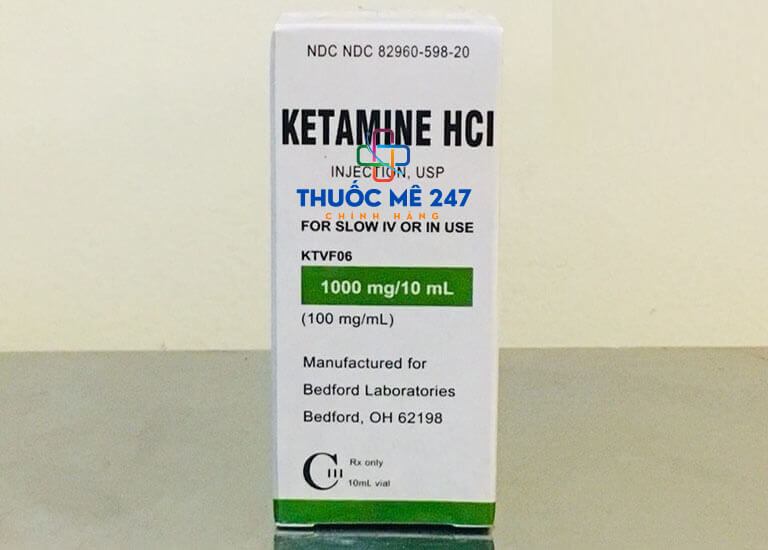 NDC NDC 82960-598-20
KETAMINE HCl
INJECTION, USP
THUỐC MÊ 247
CHÍNH HÃNG
FOR SLOW IV OR IN USE
KTVF06
1000 mg/10 mL
(100 mg/mL)
Manufactured for
Bedford Laboratories
Bedford, OH 62198
CIII
Rx only
10mL vial